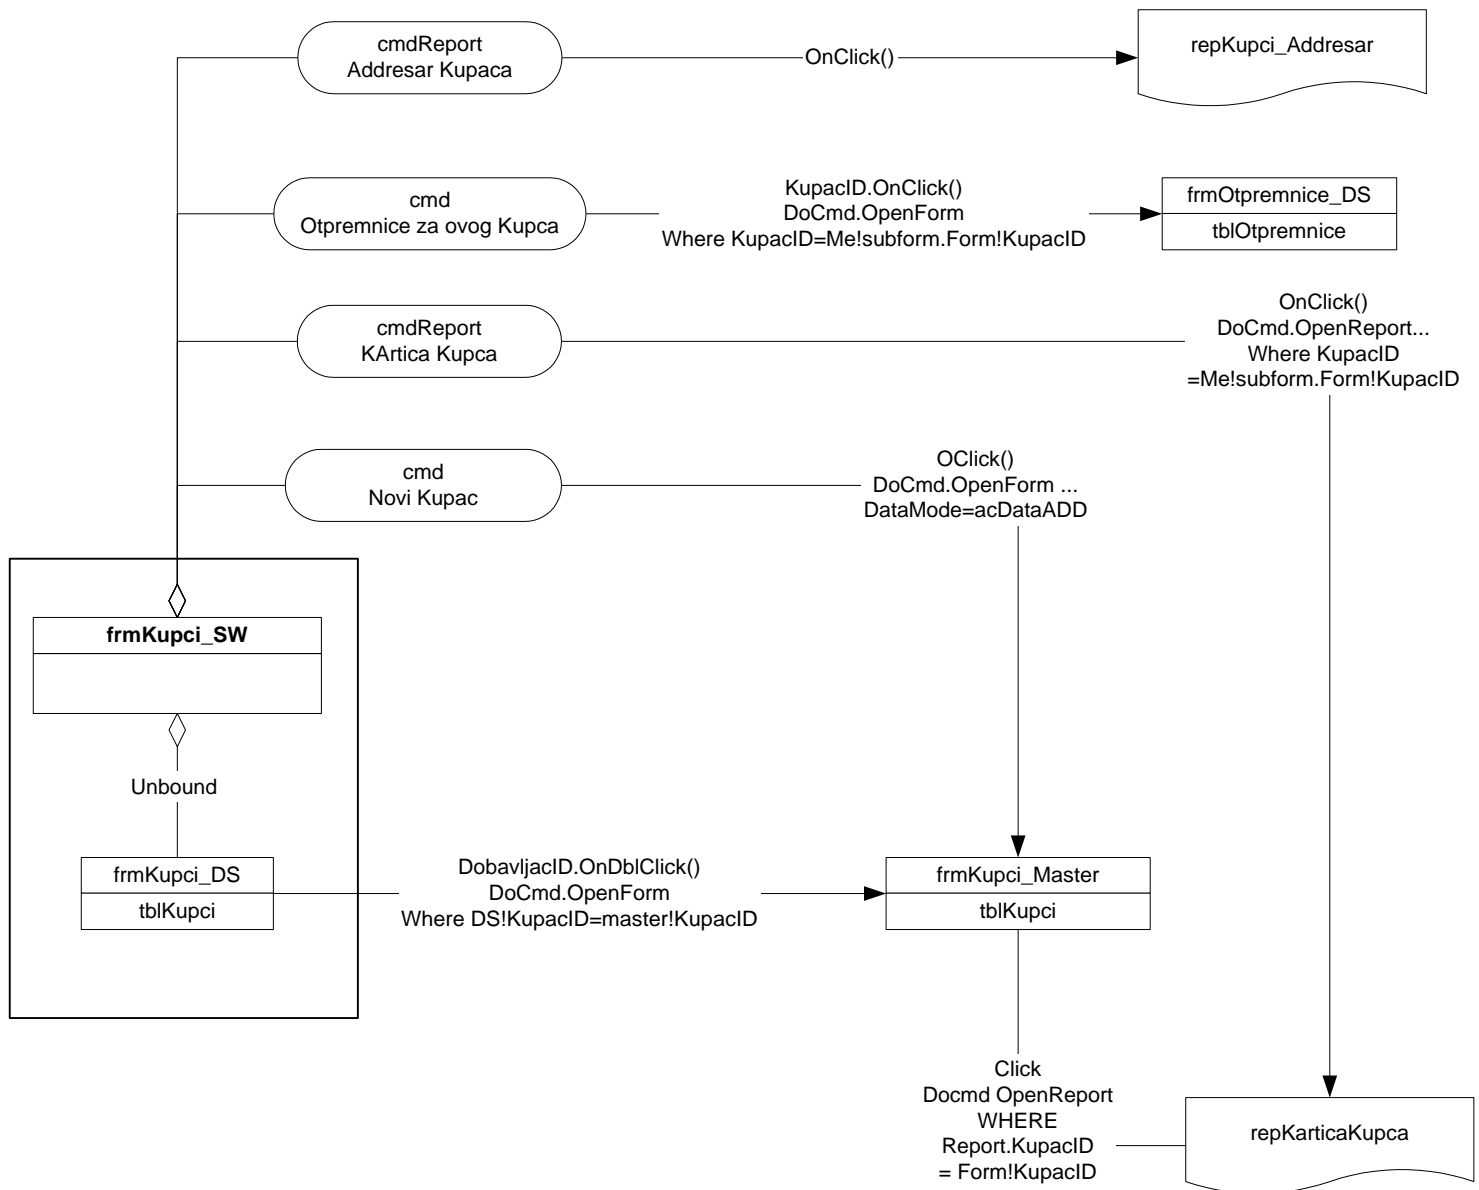 cmdReport
Addresar Kupaca
OnClick()
repKupci_Addresar
cmd
Otpremnice za ovog Kupca
KupacID.OnClick()
DoCmd.OpenForm
Where KupacID=Me!subform.Form!KupacID
frmOtpremnice_DS
tblOtpremnice
cmdReport
KArtica Kupca
OnClick()
DoCmd.OpenReport...
Where KupacID
=Me!subform.Form!KupacID
cmd
Novi Kupac
OClick()
DoCmd.OpenForm ...
DataMode=acDataADD
frmKupci_SW
Unbound
frmKupci_DS
tblKupci
DobavljacID.OnDblClick()
DoCmd.OpenForm
Where DS!KupacID=master!KupacID
frmKupci_Master
tblKupci
Click
Docmd OpenReport
WHERE
Report.KupacID
= Form!KupacID
repKarticaKupca